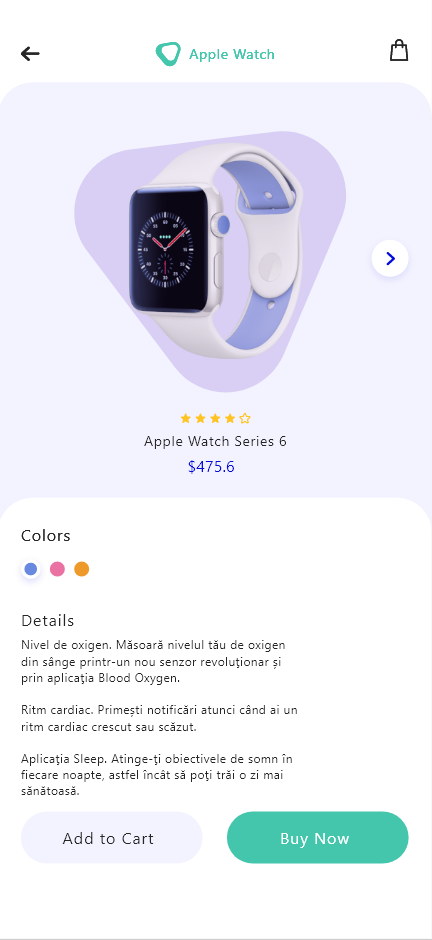 Apple Watch
Apple Watch Series 6
$475.6
Colors
Details
Nivel de oxigen. Măsoară nivelul tău de oxigen
din sânge printr-un nou senzor revoluționar și
prin aplicația Blood Oxygen.
Ritm cardiac. Primești notificări atunci când ai un
ritm cardiac crescut sau scăzut.
Aplicația Sleep. Atinge-ți obiectivele de somn în
fiecare noapte, astfel încât să poți trăi o zi mai
sănătoasă.
Add to Cart
Buy Now